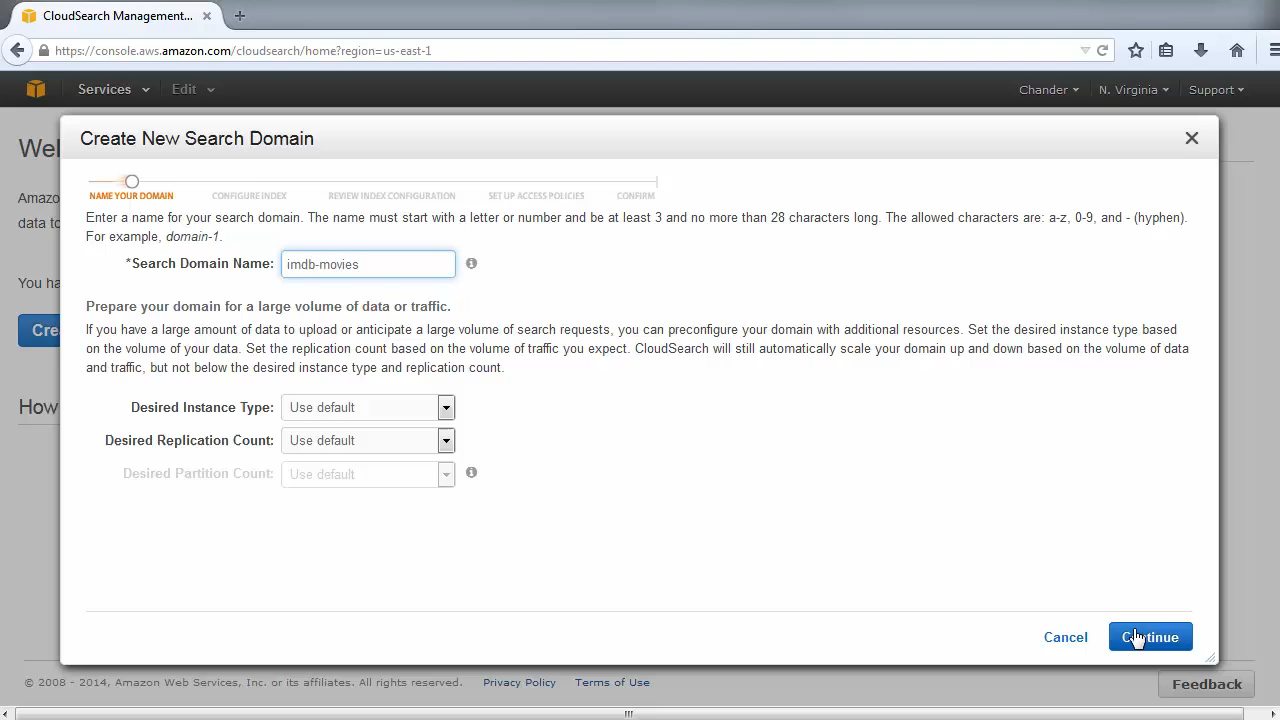 CloudSearch Management...
https://console.aws.amazon.com/cloudsearch/home?region=us-east-1
Services Edit Chander N. Virginia Support
Wel
Create New Search Domain
NAME YOUR DOMAIN CONFIGURE INDEX REVIEW INDEX CONFIGURATION SET UP ACCESS POLICIES CONFIRM
Amazo
data to
Enter a name for your search domain. The name must start with a letter or number and be at least 3 and no more than 28 characters long. The allowed characters are: a-z, 0-9, and - (hyphen).
For example, domain-1.
*Search Domain Name: imdb-movies
You ha
Prepare your domain for a large volume of data or traffic.
Cre
If you have a large amount of data to upload or anticipate a large volume of search requests, you can preconfigure your domain with additional resources. Set the desired instance type based
on the volume of your data. Set the replication count based on the volume of traffic you expect. CloudSearch will still automatically scale your domain up and down based on the volume of data
and traffic, but not below the desired instance type and replication count.
How
Desired Instance Type: Use default
Desired Replication Count: Use default
Desired Partition Count: Use default
Cancel Continue
© 2008 - 2014, Amazon Web Services, Inc. or its affiliates. All rights reserved. Privacy Policy Terms of Use Feedback